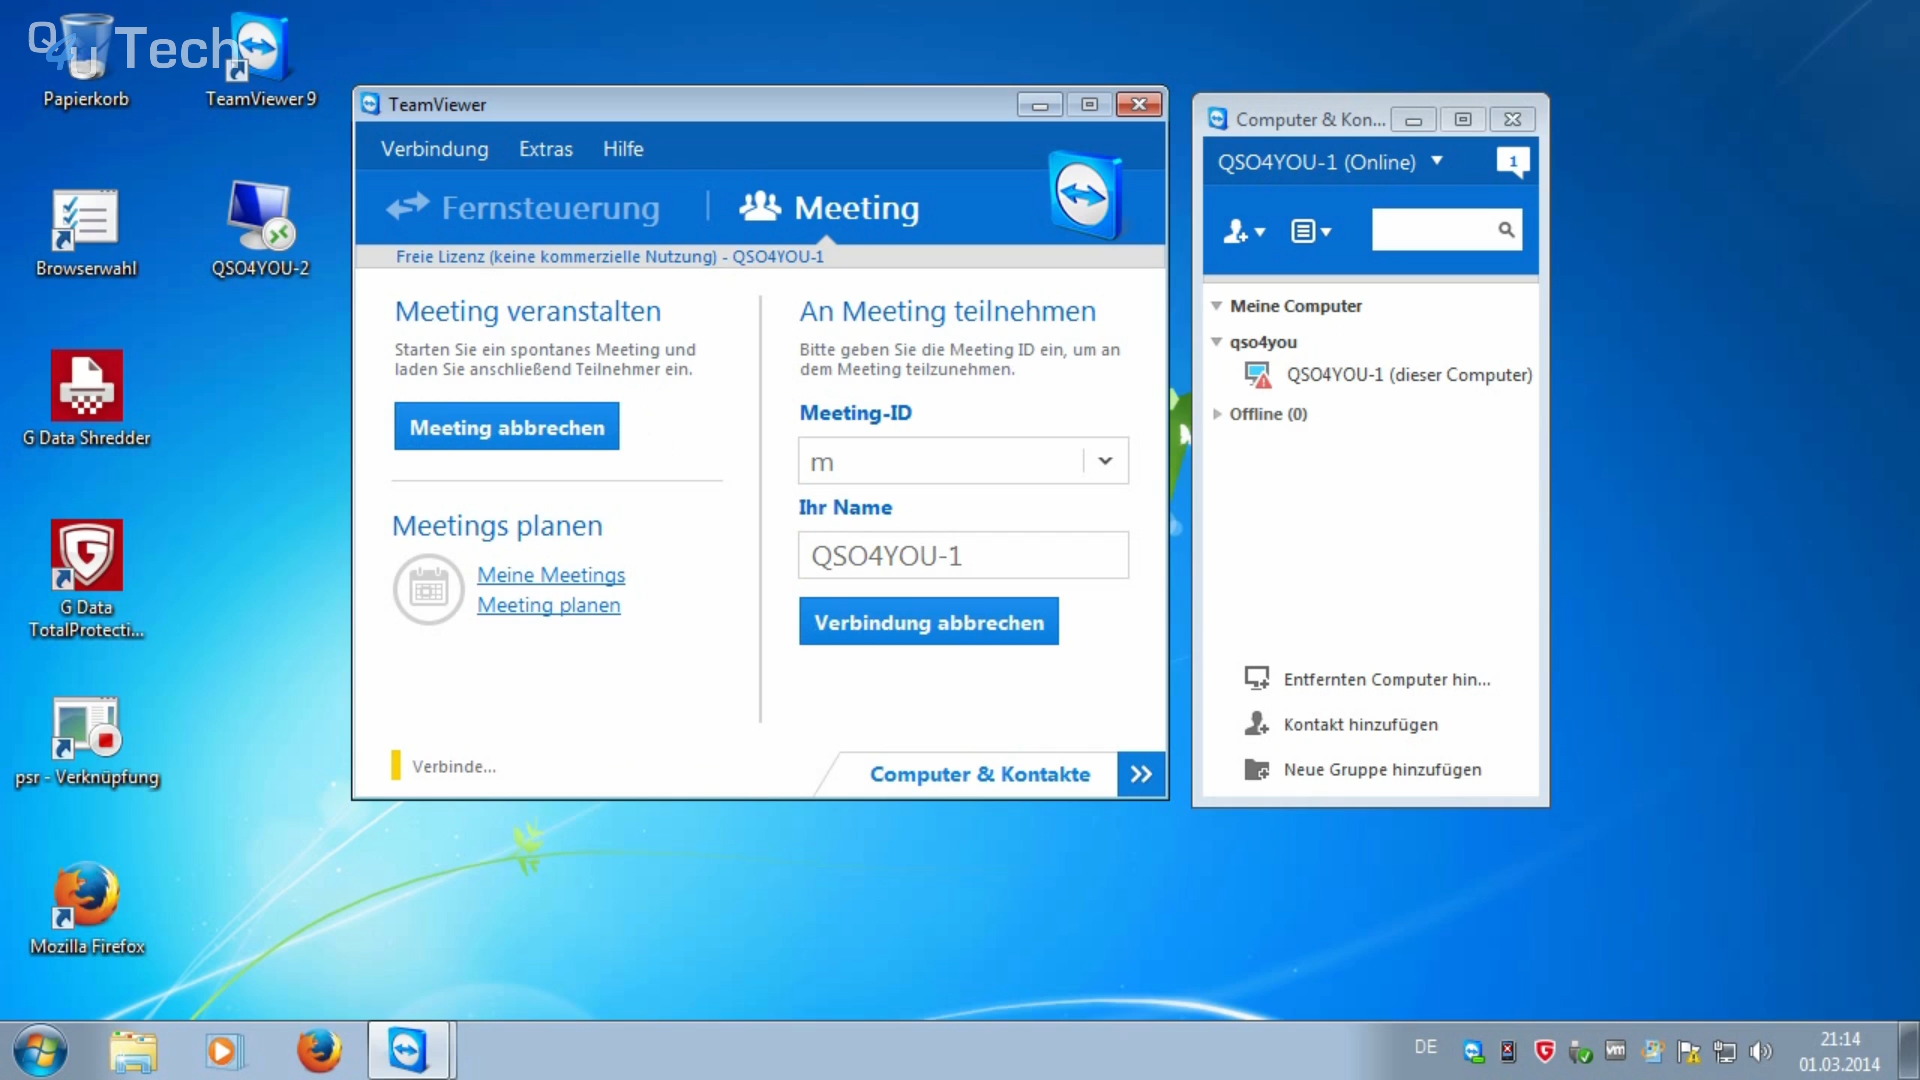 Q4U Tech
Papierkorb
TeamViewer 9
Browserwahl
QSO4YOU-2
G Data Shredder
G Data
TotalProtecti...
psr - Verknüpfung
Mozilla Firefox
TeamViewer
Verbindung Extras Hilfe
Fernsteuerung
Meeting
Freie Lizenz (keine kommerzielle Nutzung) - QSO4YOU-1
Meeting veranstalten
Starten Sie ein spontanes Meeting und
laden Sie anschließend Teilnehmer ein.
Meeting abbrechen
Meetings planen
Meine Meetings
Meeting planen
An Meeting teilnehmen
Bitte geben Sie die Meeting ID ein, um an
dem Meeting teilzunehmen.
Meeting-ID
m
Ihr Name
QSO4YOU-1
Verbindung abbrechen
Verbinde...
Computer & Kontakte
Computer & Kon...
QSO4YOU-1 (Online)
1
Meine Computer
qso4you
QSO4YOU-1 (dieser Computer)
Offline (0)
Entfernten Computer hin...
Kontakt hinzufügen
Neue Gruppe hinzufügen
DE
vm
21:14
01.03.2014